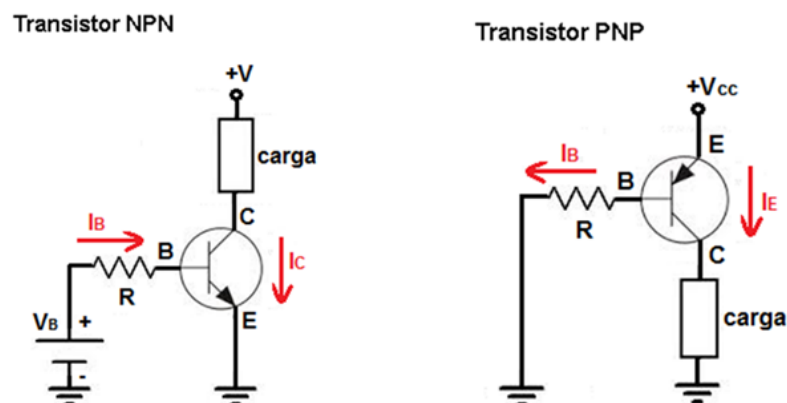 Transistor NPN
+V
carga
C
IB
B
R
IC
E
VB
+
-
Transistor PNP
+Vcc
E
IB
B
R
IE
C
carga